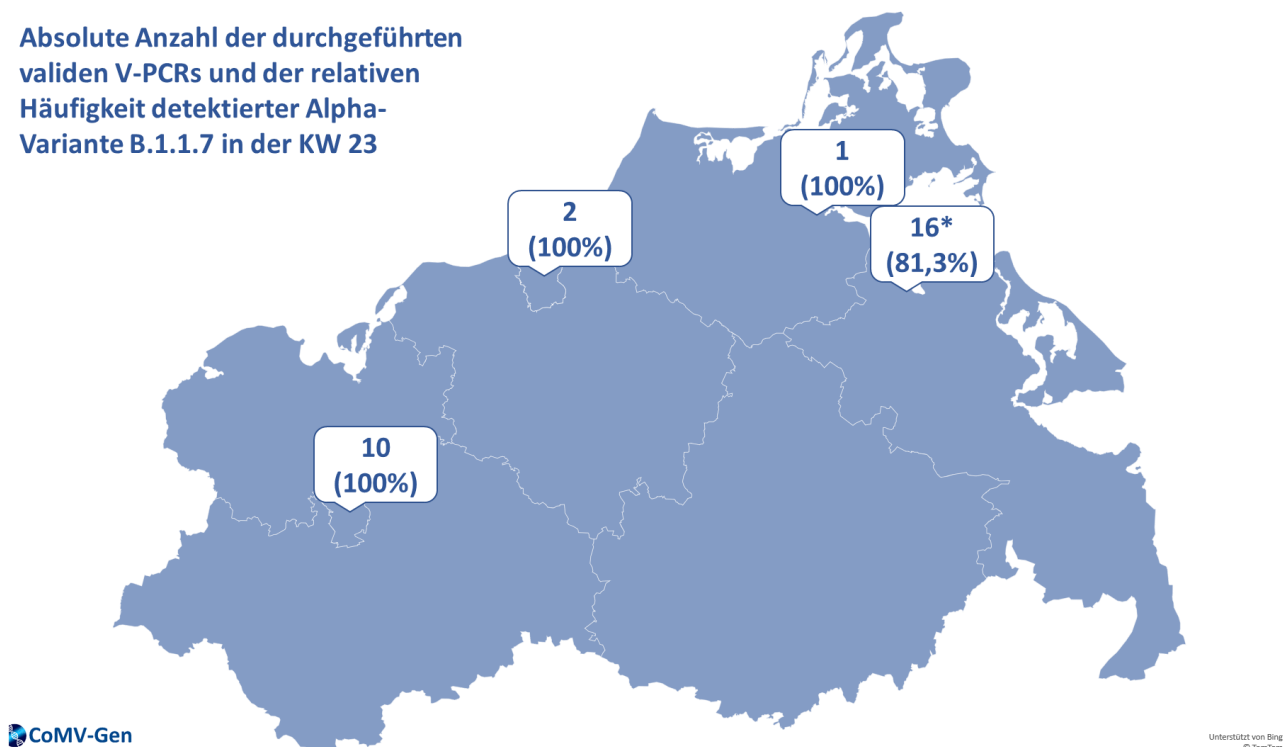 Absolute Anzahl der durchgeführten
validen V-PCRs und der relativen
Häufigkeit detektierter Alpha-
Variante B.1.1.7 in der KW 23
1
(100%)
2
(100%)
16*
(81,3%)
10
(100%)
CoMV-Gen
Unterstützt von Bing
© TomTom